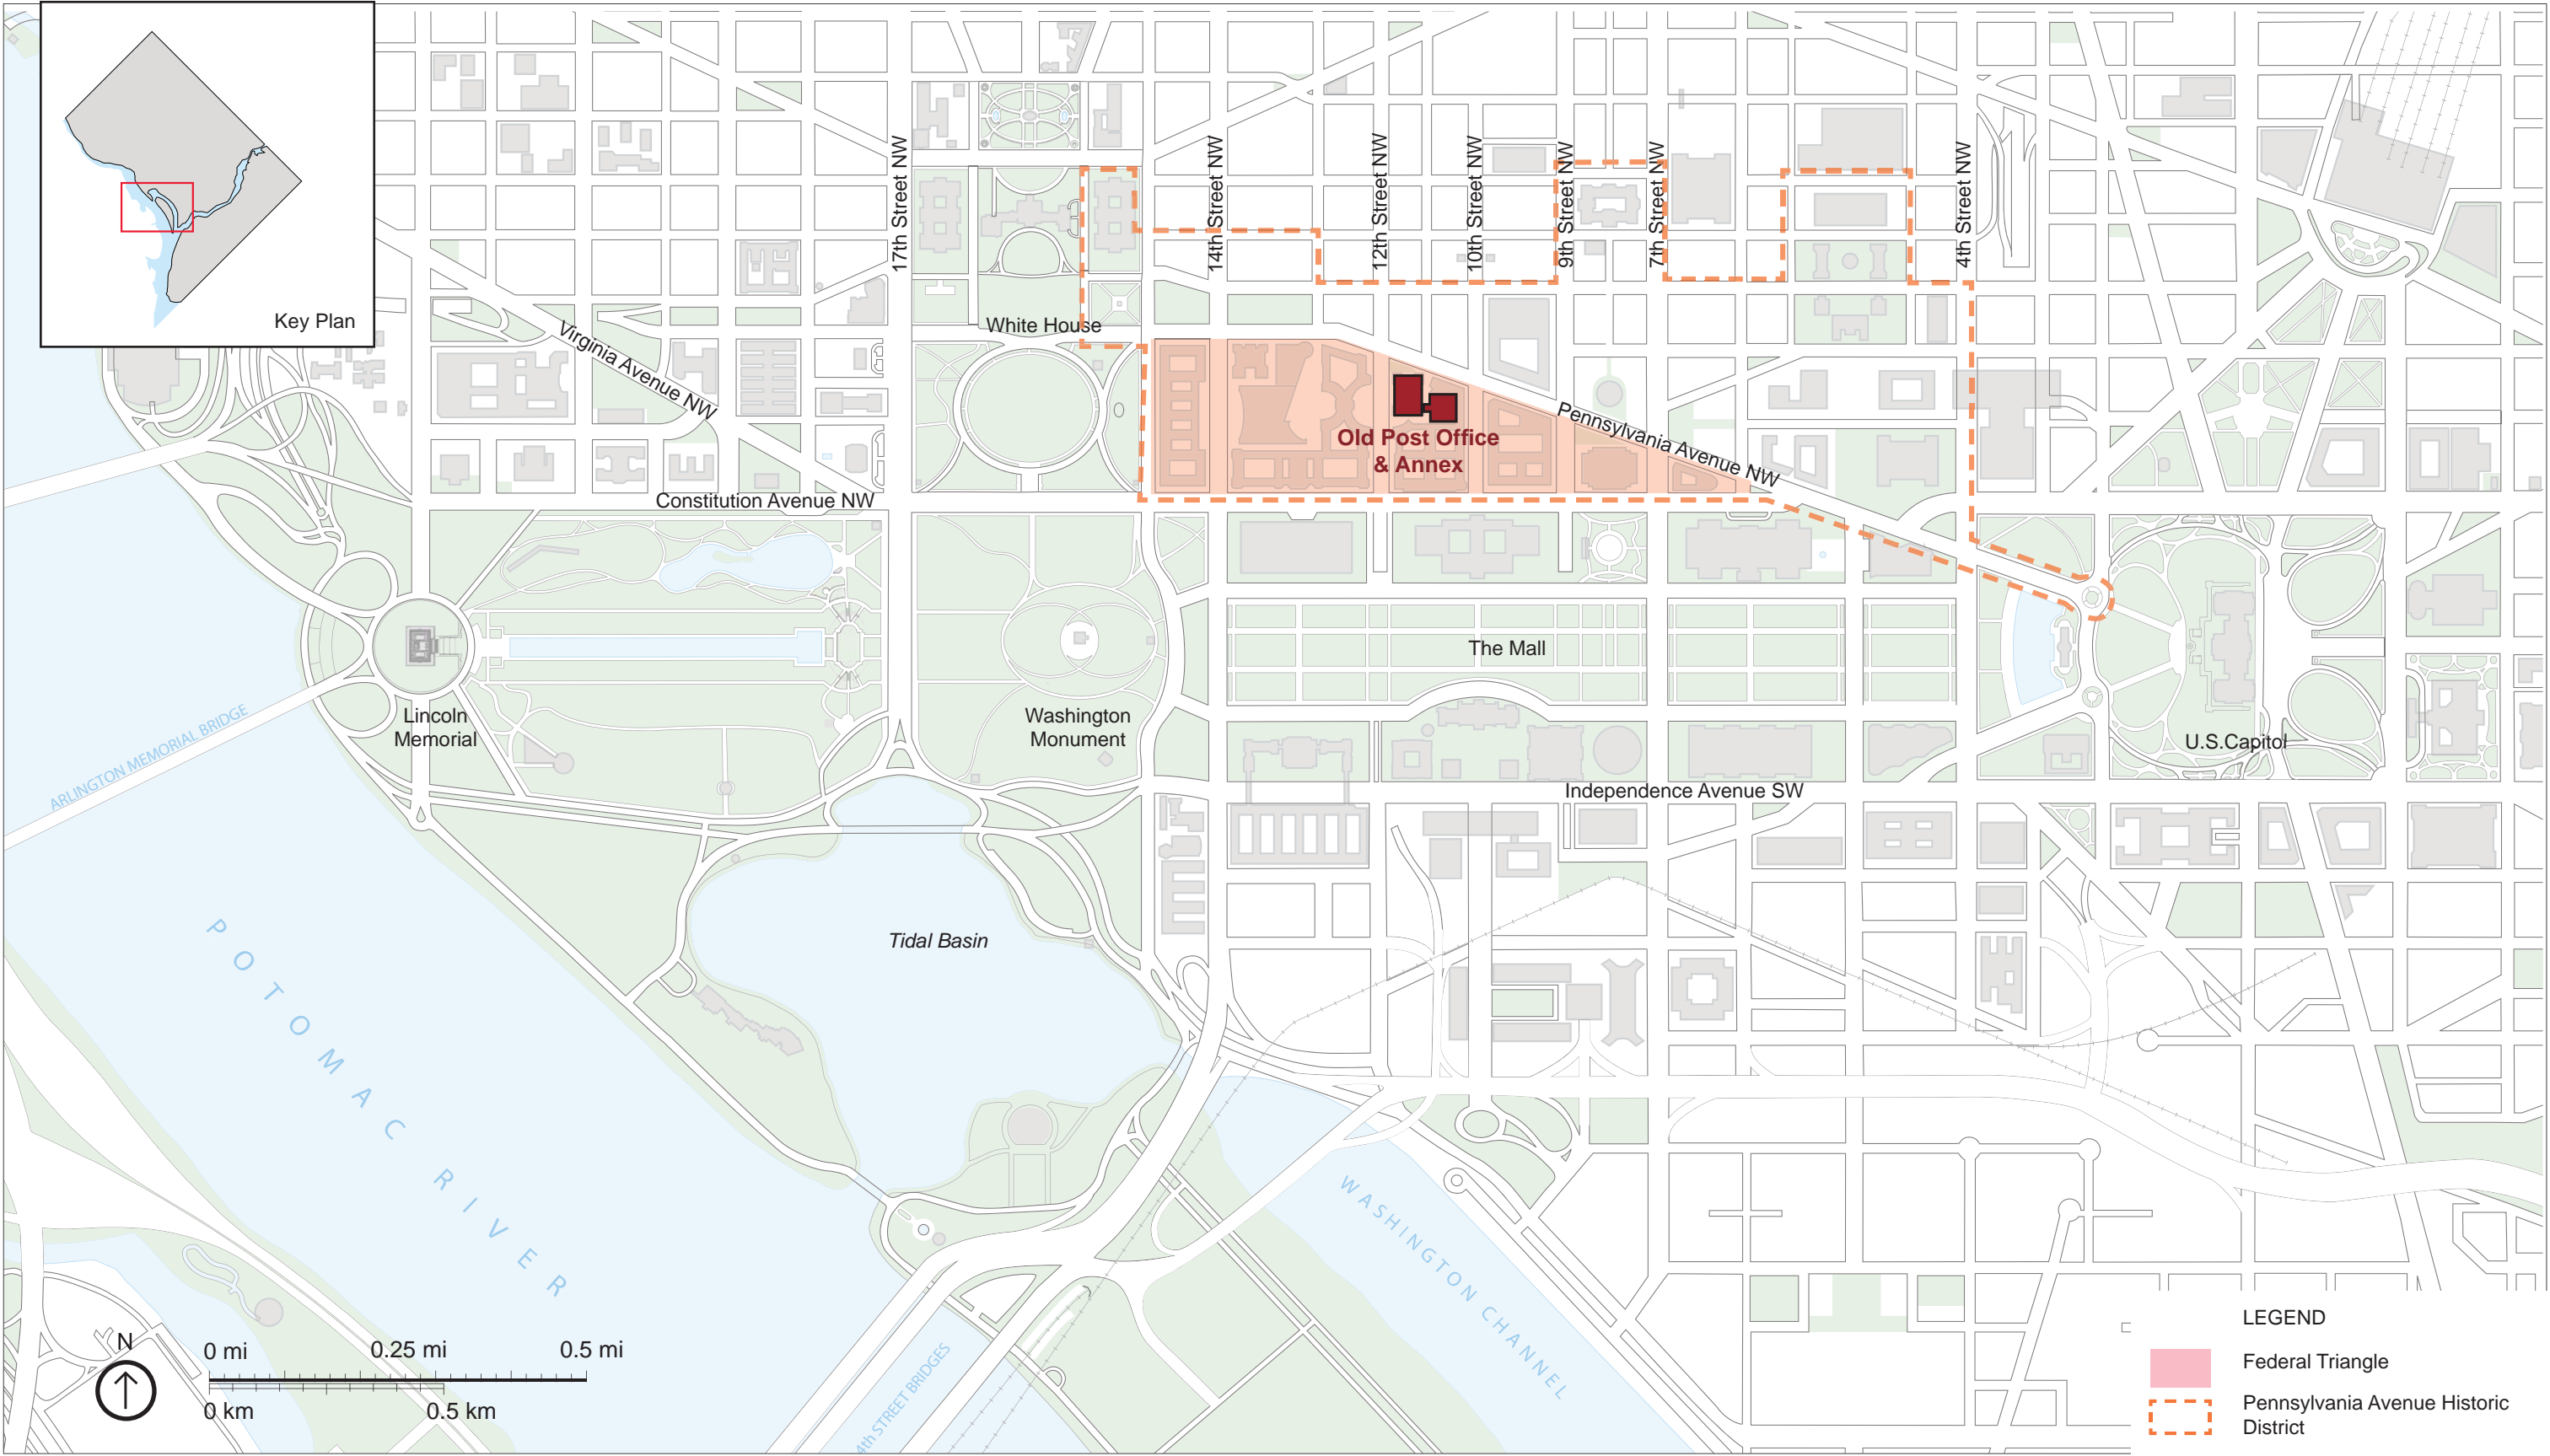 Key Plan
17th Street NW
14th Street NW
12th Street NW
10th Street NW
9th Street NW
7th Street NW
4th Street NW
White House
Virginia Avenue NW
Pennsylvania Avenue NW
Old Post Office
& Annex
Constitution Avenue NW
The Mall
Lincoln
Memorial
Washington
Monument
U.S.Capitol
ARLINGTON MEMORIAL BRIDGE
Independence Avenue SW
Tidal Basin
POTOMAC RIVER
WASHINGTON CHANNEL
4th STREET BRIDGES
N
0 mi
0.25 mi
0.5 mi
0 km
0.5 km
LEGEND
Federal Triangle
Pennsylvania Avenue Historic
District